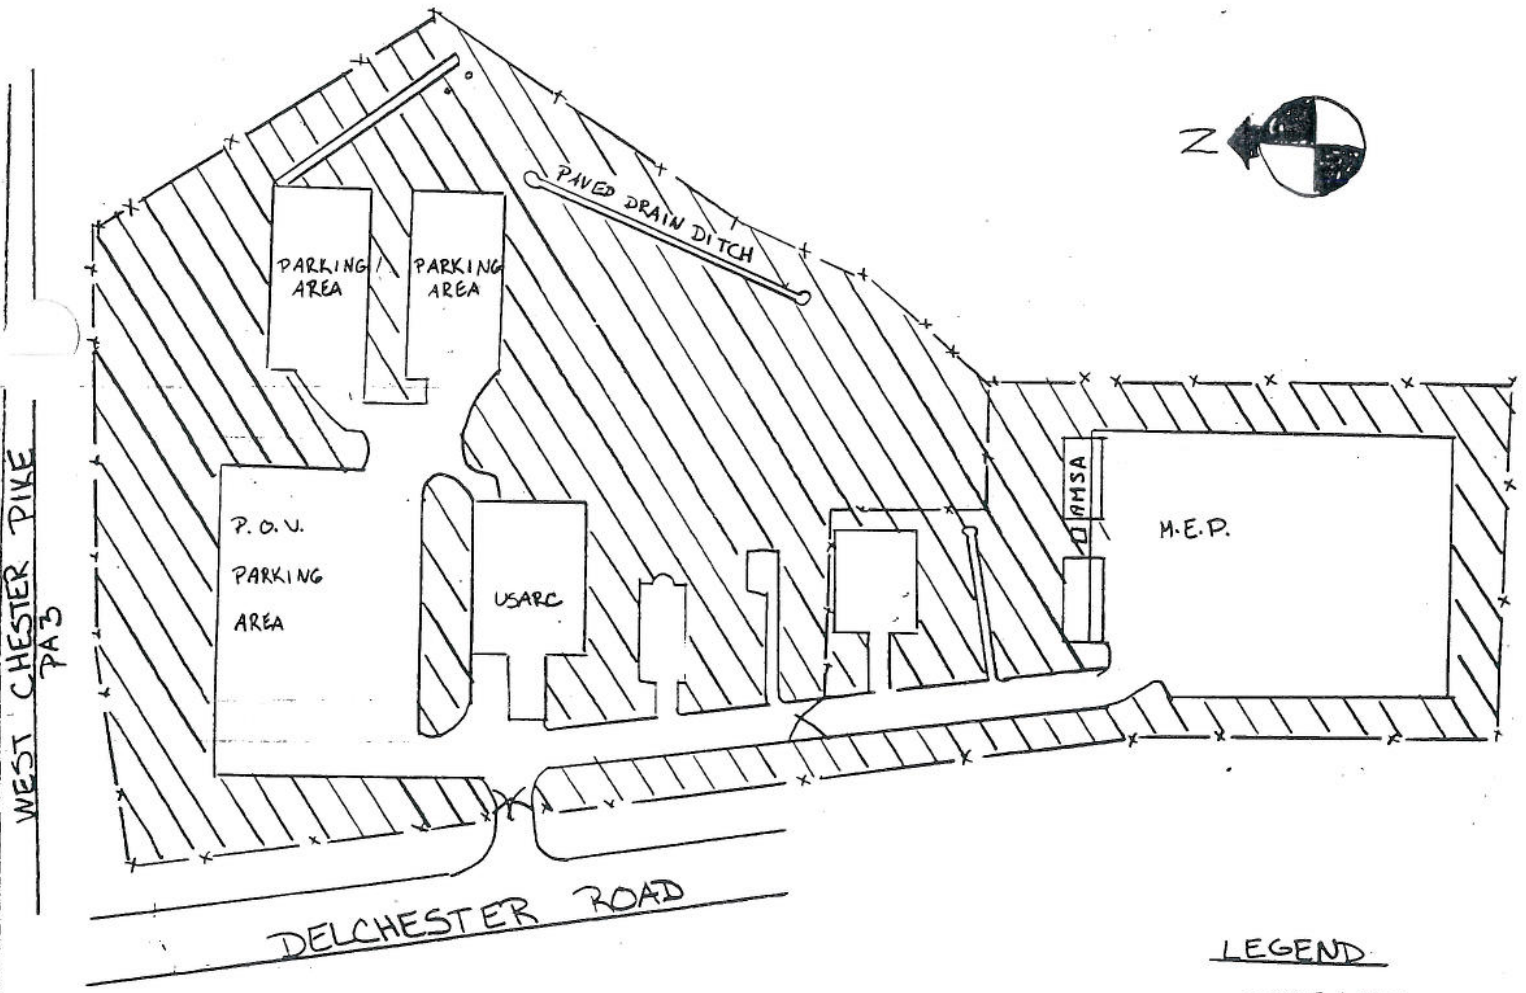 Z
PAVED DRAIN DITCH
PARKING
AREA
PARKING
AREA
AMSA
M.E.P.
P.O.V.
PARKING
AREA
USARC
WEST CHESTER PIKE
PA3
DELCHESTER ROAD
LEGEND